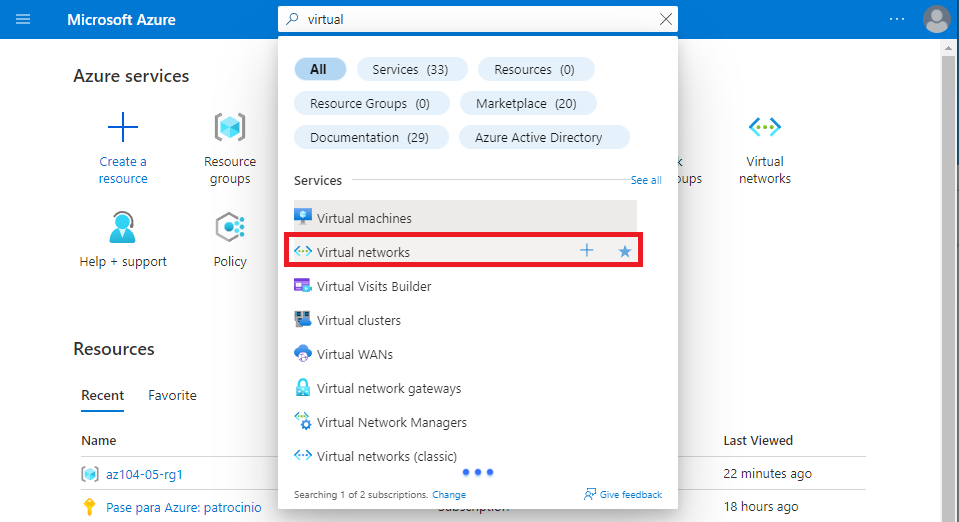 Microsoft Azure
virtual
Azure services
All
Services (33)
Resources (0)
Resource Groups (0)
Marketplace (20)
Documentation (29)
Azure Active Directory
Create a
resource
Resource
groups
Virtual
networks
Help + support
Policy
Services
See all
Virtual machines
Virtual networks
Virtual Visits Builder
Virtual clusters
Virtual WANs
Virtual network gateways
Virtual Network Managers
Virtual networks (classic)
Searching 1 of 2 subscriptions. Change
Give feedback
Resources
Recent
Favorite
Name
Last Viewed
az104-05-rg1
22 minutes ago
Pase para Azure: patrocinio
Subscription
18 hours ago